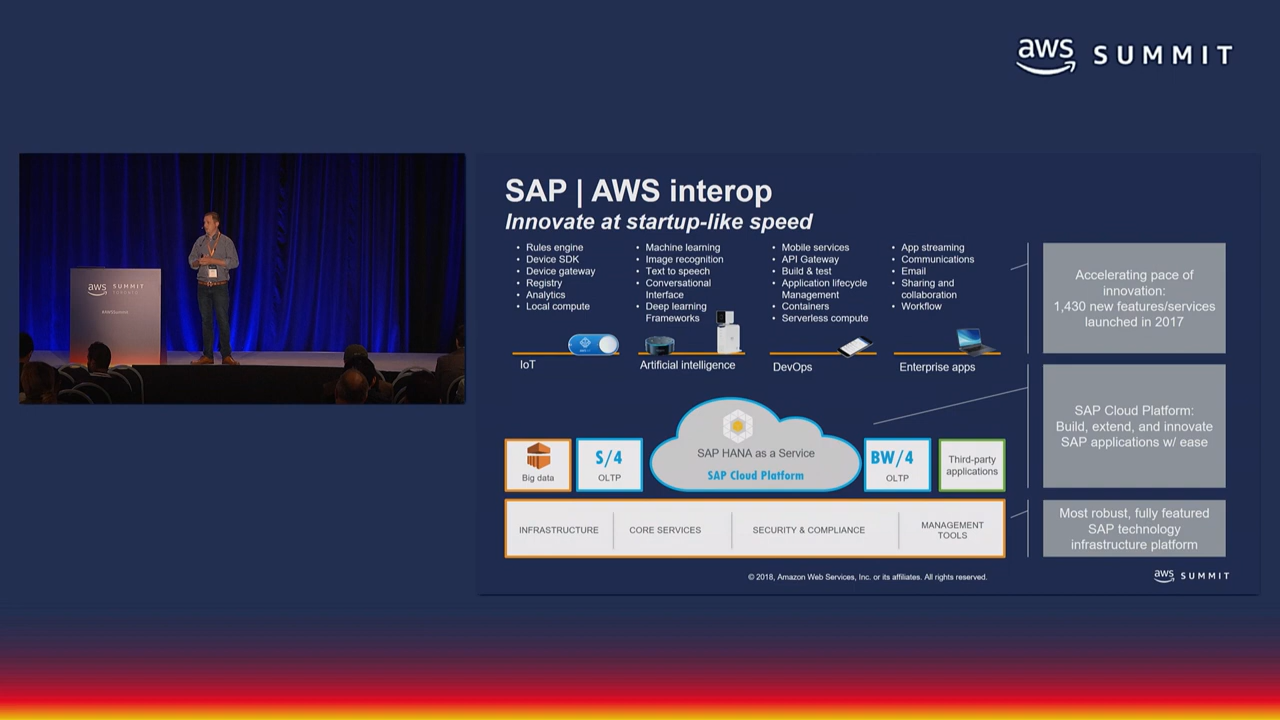 aws SUMMIT
aws SUMMIT
SAP | AWS interop
Innovate at startup-like speed
• Rules engine
• Device SDK
• Device gateway
• Registry
• Analytics
• Local compute
IoT
• Machine learning
• Image recognition
• Text to speech
• Conversational
Interface
• Deep learning
Frameworks
Artificial intelligence
• Mobile services
• API Gateway
• Build & test
• Application lifecycle
Management
• Containers
• Serverless compute
DevOps
• App streaming
• Communications
• Email
• Sharing and
collaboration
• Workflow
Enterprise apps
Accelerating pace of
innovation:
1,430 new features/services
launched in 2017
Big data
S/4
OLTP
SAP HANA as a Service
SAP Cloud Platform
BW/4
OLTP
Third-party
applications
SAP Cloud Platform:
Build, extend, and innovate
SAP applications w/ ease
INFRASTRUCTURE
CORE SERVICES
SECURITY & COMPLIANCE
MANAGEMENT
TOOLS
Most robust, fully featured
SAP technology
infrastructure platform
© 2018, Amazon Web Services, Inc. or its affiliates. All rights reserved.
aws SUMMIT